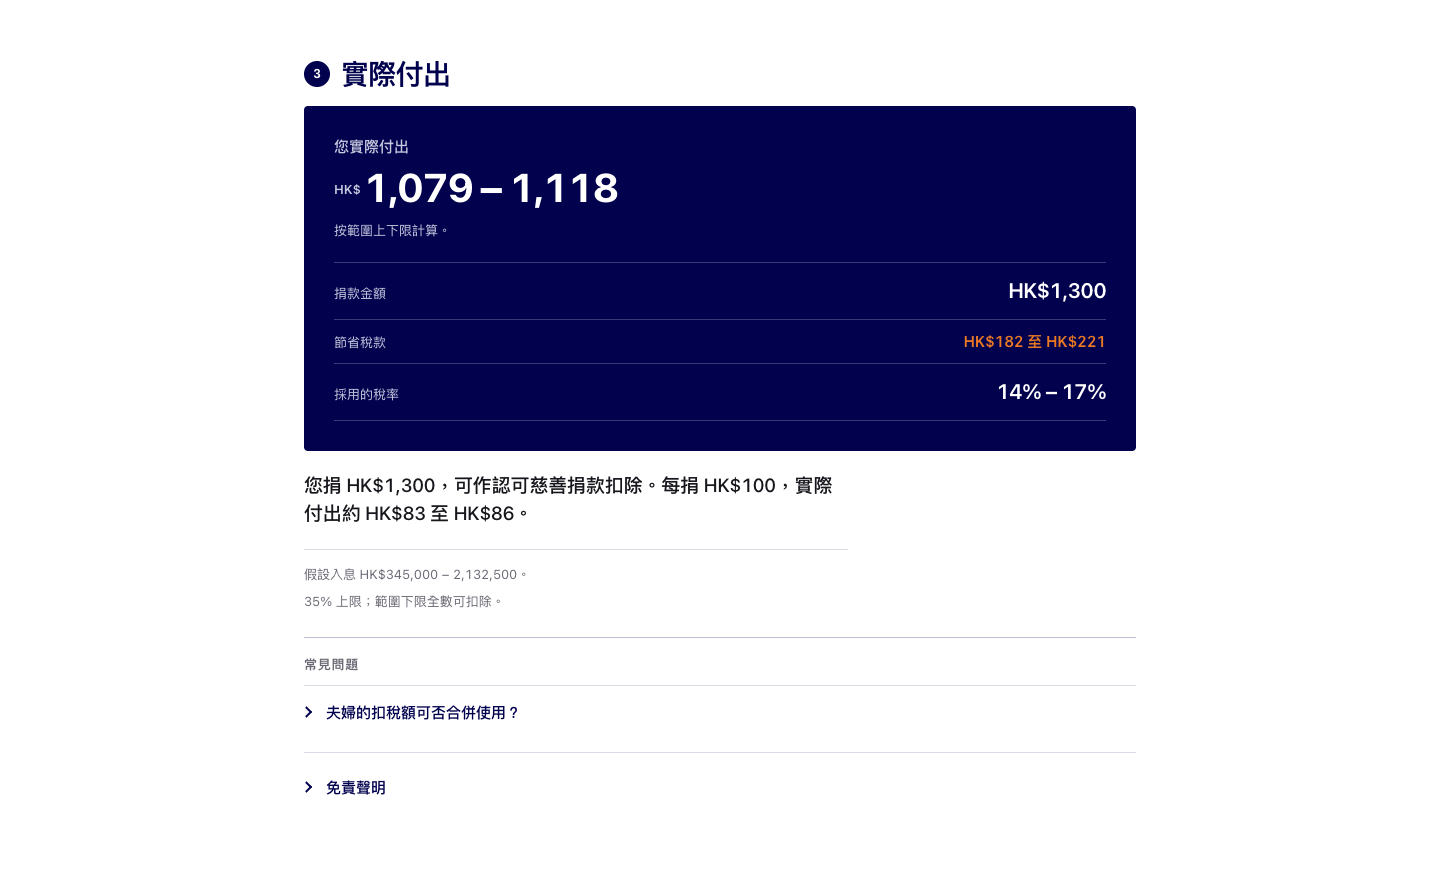 3 實際付出
您實際付出
HK$ 1,079 – 1,118
按範圍上下限計算。
捐款金額 HK$1,300
節省稅款 HK$182 至 HK$221
採用的稅率 14% – 17%
您捐 HK$1,300，可作認可慈善捐款扣除。每捐 HK$100，實際
付出約 HK$83 至 HK$86。
假設入息 HK$345,000 – 2,132,500。
35% 上限；範圍下限全數可扣除。
常見問題
夫婦的扣稅額可否合併使用？
免責聲明